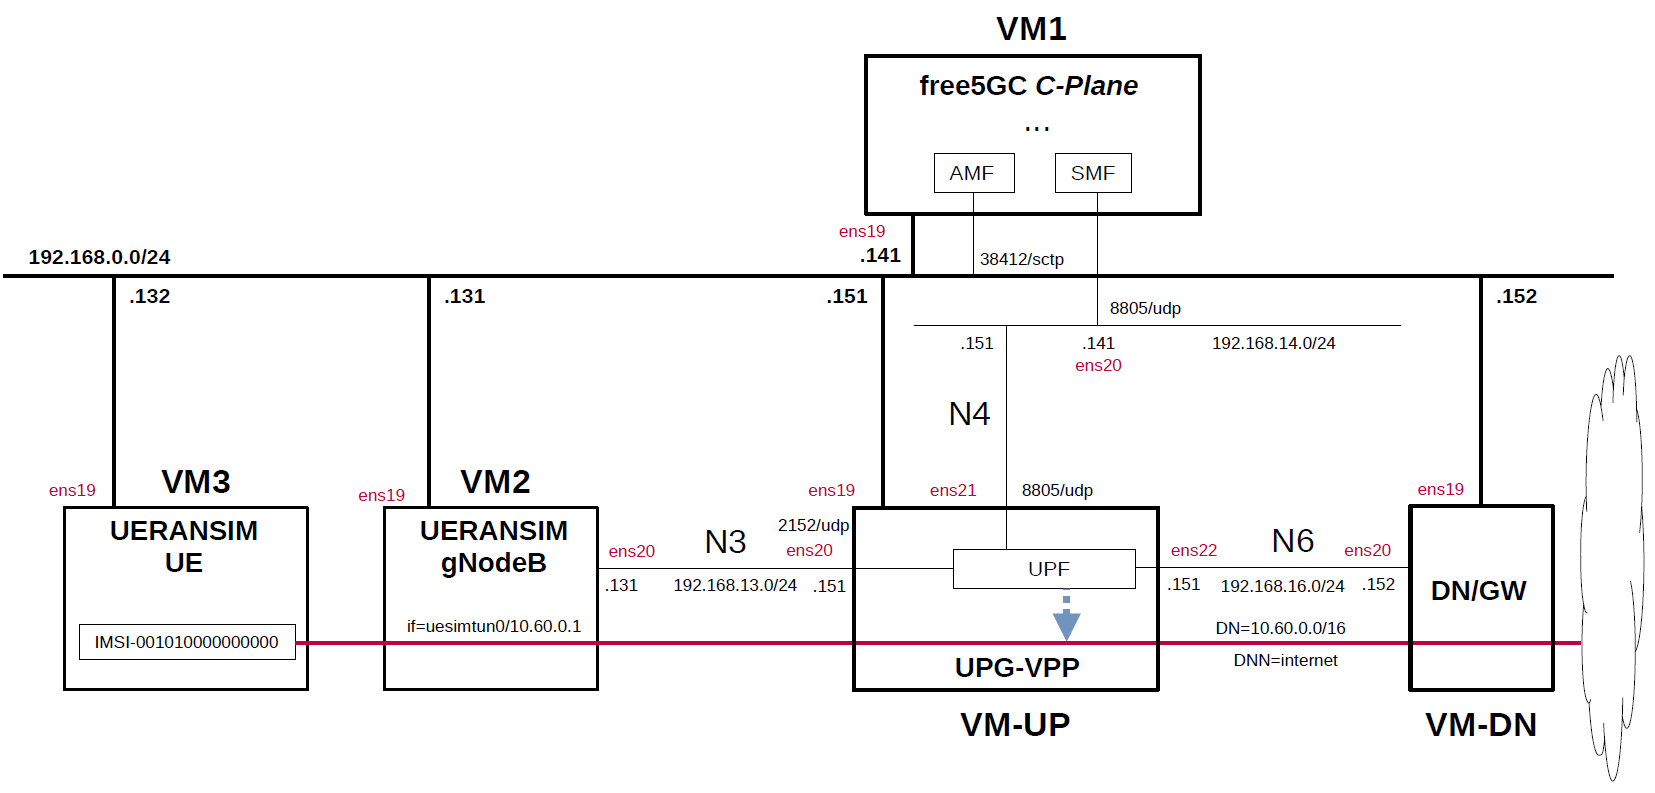 VM1
free5GC C-Plane
...
AMF
SMF
ens19
.141
192.168.0.0/24
38412/sctp
.132
.131
.151
.152
8805/udp
.151
.141
192.168.14.0/24
ens20
N4
VM3
VM2
ens19
ens19
ens19
ens21
8805/udp
ens19
UERANSIM
UE
UERANSIM
gNodeB
2152/udp
ens20
N3
ens20
ens22
N6
ens20
.131
192.168.13.0/24
.151
UPF
.151
192.168.16.0/24
.152
DN/GW
IMSI-001010000000000
if=uesimtun0/10.60.0.1
DN=10.60.0.0/16
DNN=internet
UPG-VPP
VM-UP
VM-DN